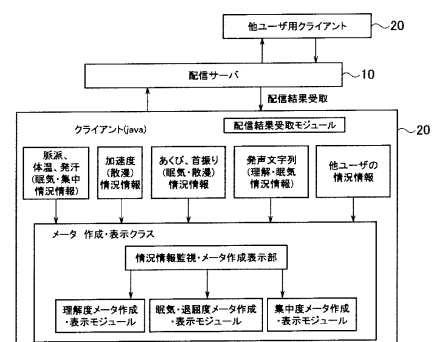 他ユーザ用クライアント
20
配信サーバ
10
配信結果受取
クライアント(java)
配信結果受取モジュール
20
脈派、
体温、発汗
(眠気・集中
情況情報)
加速度
(散漫)
情況情報
あくび、首振り
(眠気・散漫)
情況情報
発声文字列
(理解・眠気
情況情報)
他ユーザの
情況情報
メータ 作成・表示クラス
情況情報監視・メータ作成表示部
理解度メータ作成
・表示モジュール
眠気・退屈度メータ作成
・表示モジュール
集中度メータ作成
・表示モジュール